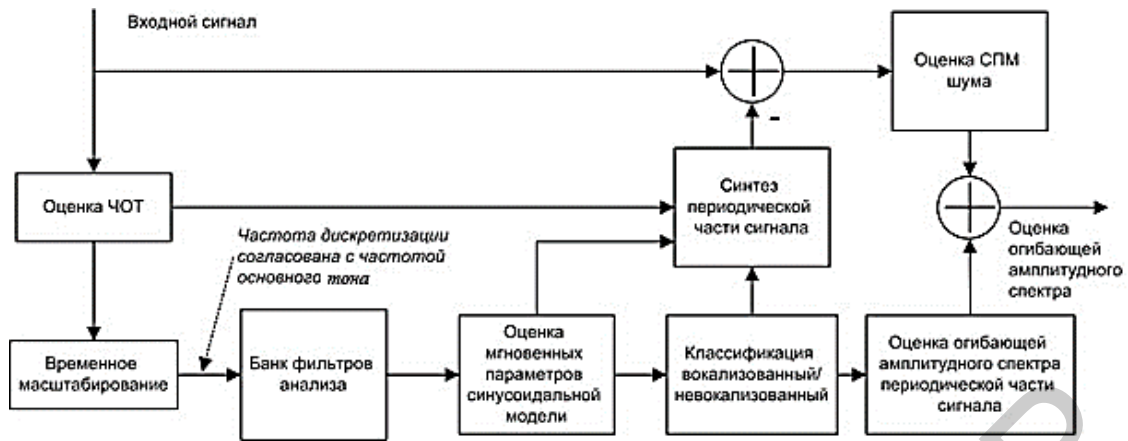 Входной сигнал
Оценка СПМ
шума
-
Оценка ЧОТ
Синтез
периодической
части сигнала
Оценка
огибающей
амплитудного
спектра
Частота дискретизации
согласована с частотой
основного тона
Временное
масштабирование
Банк фильтров
анализа
Оценка
мгновенных
параметров
синусоидальной
модели
Классификация
вокализованный/
невокализованный
Оценка огибающей
амплитудного спектра
периодической части
сигнала